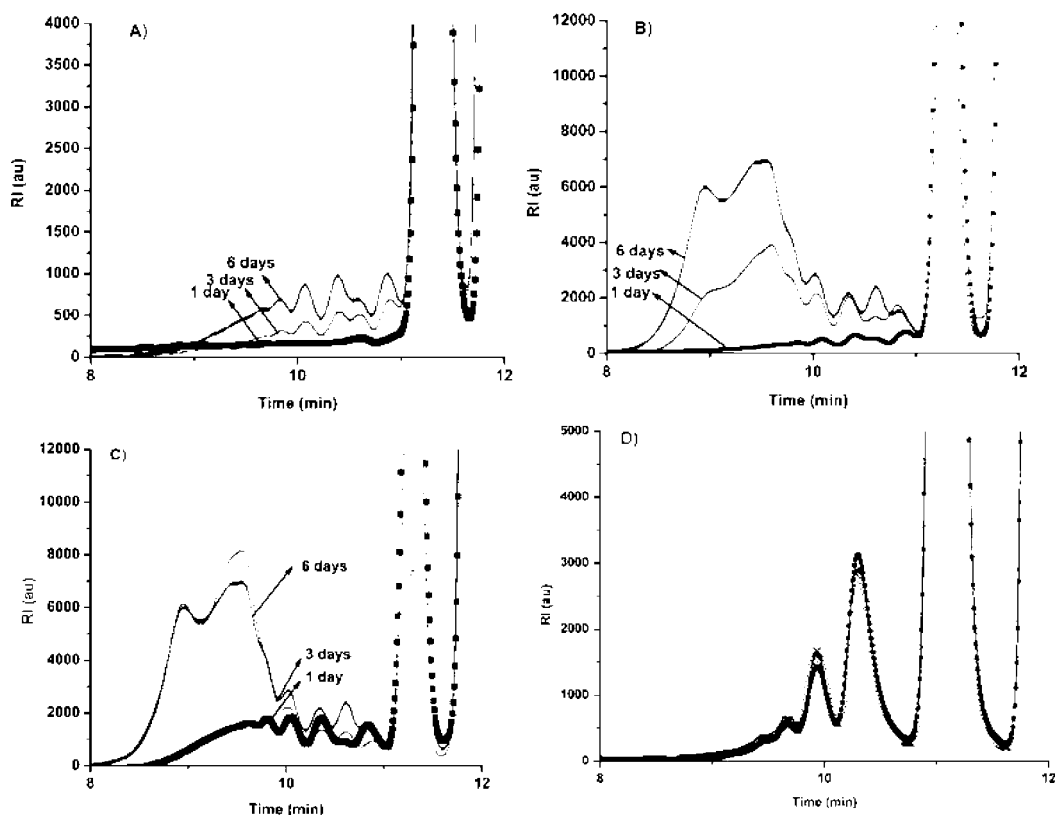 A)
4000
3500
3000
2500
2000
1500
1000
500
0
RI (au)
6 days
3 days
1 day
8
10
12
Time (min)
B)
12000
10000
8000
6000
4000
2000
0
RI (au)
6 days
3 days
1 day
8
10
12
Time (min)
C)
12000
10000
8000
6000
4000
2000
0
RI (au)
6 days
3 days
1 day
8
10
12
Time (min)
D)
5000
4000
3000
2000
1000
0
RI (au)
8
10
12
Time (min)